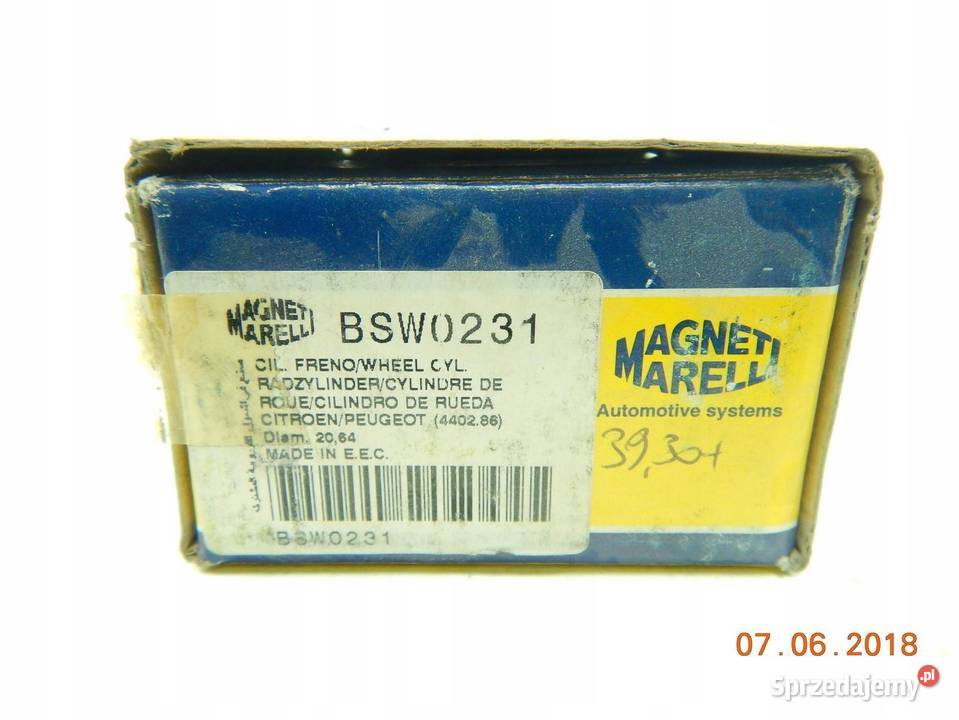 MAGNETI
MARELLI
BSW0231
CIL. FRENO/WHEEL CYL.
RADZYLINDER/CYLINDRE DE
ROUE/CILINDRO DE RUEDA
CITROEN/PEUGEOT (4402.86)
Diam. 20,64
MADE IN E.E.C.
BSW0231
MAGNETI
MARELLI
Automotive systems
39,30+
07.06.2018
Sprzedajemy.pl